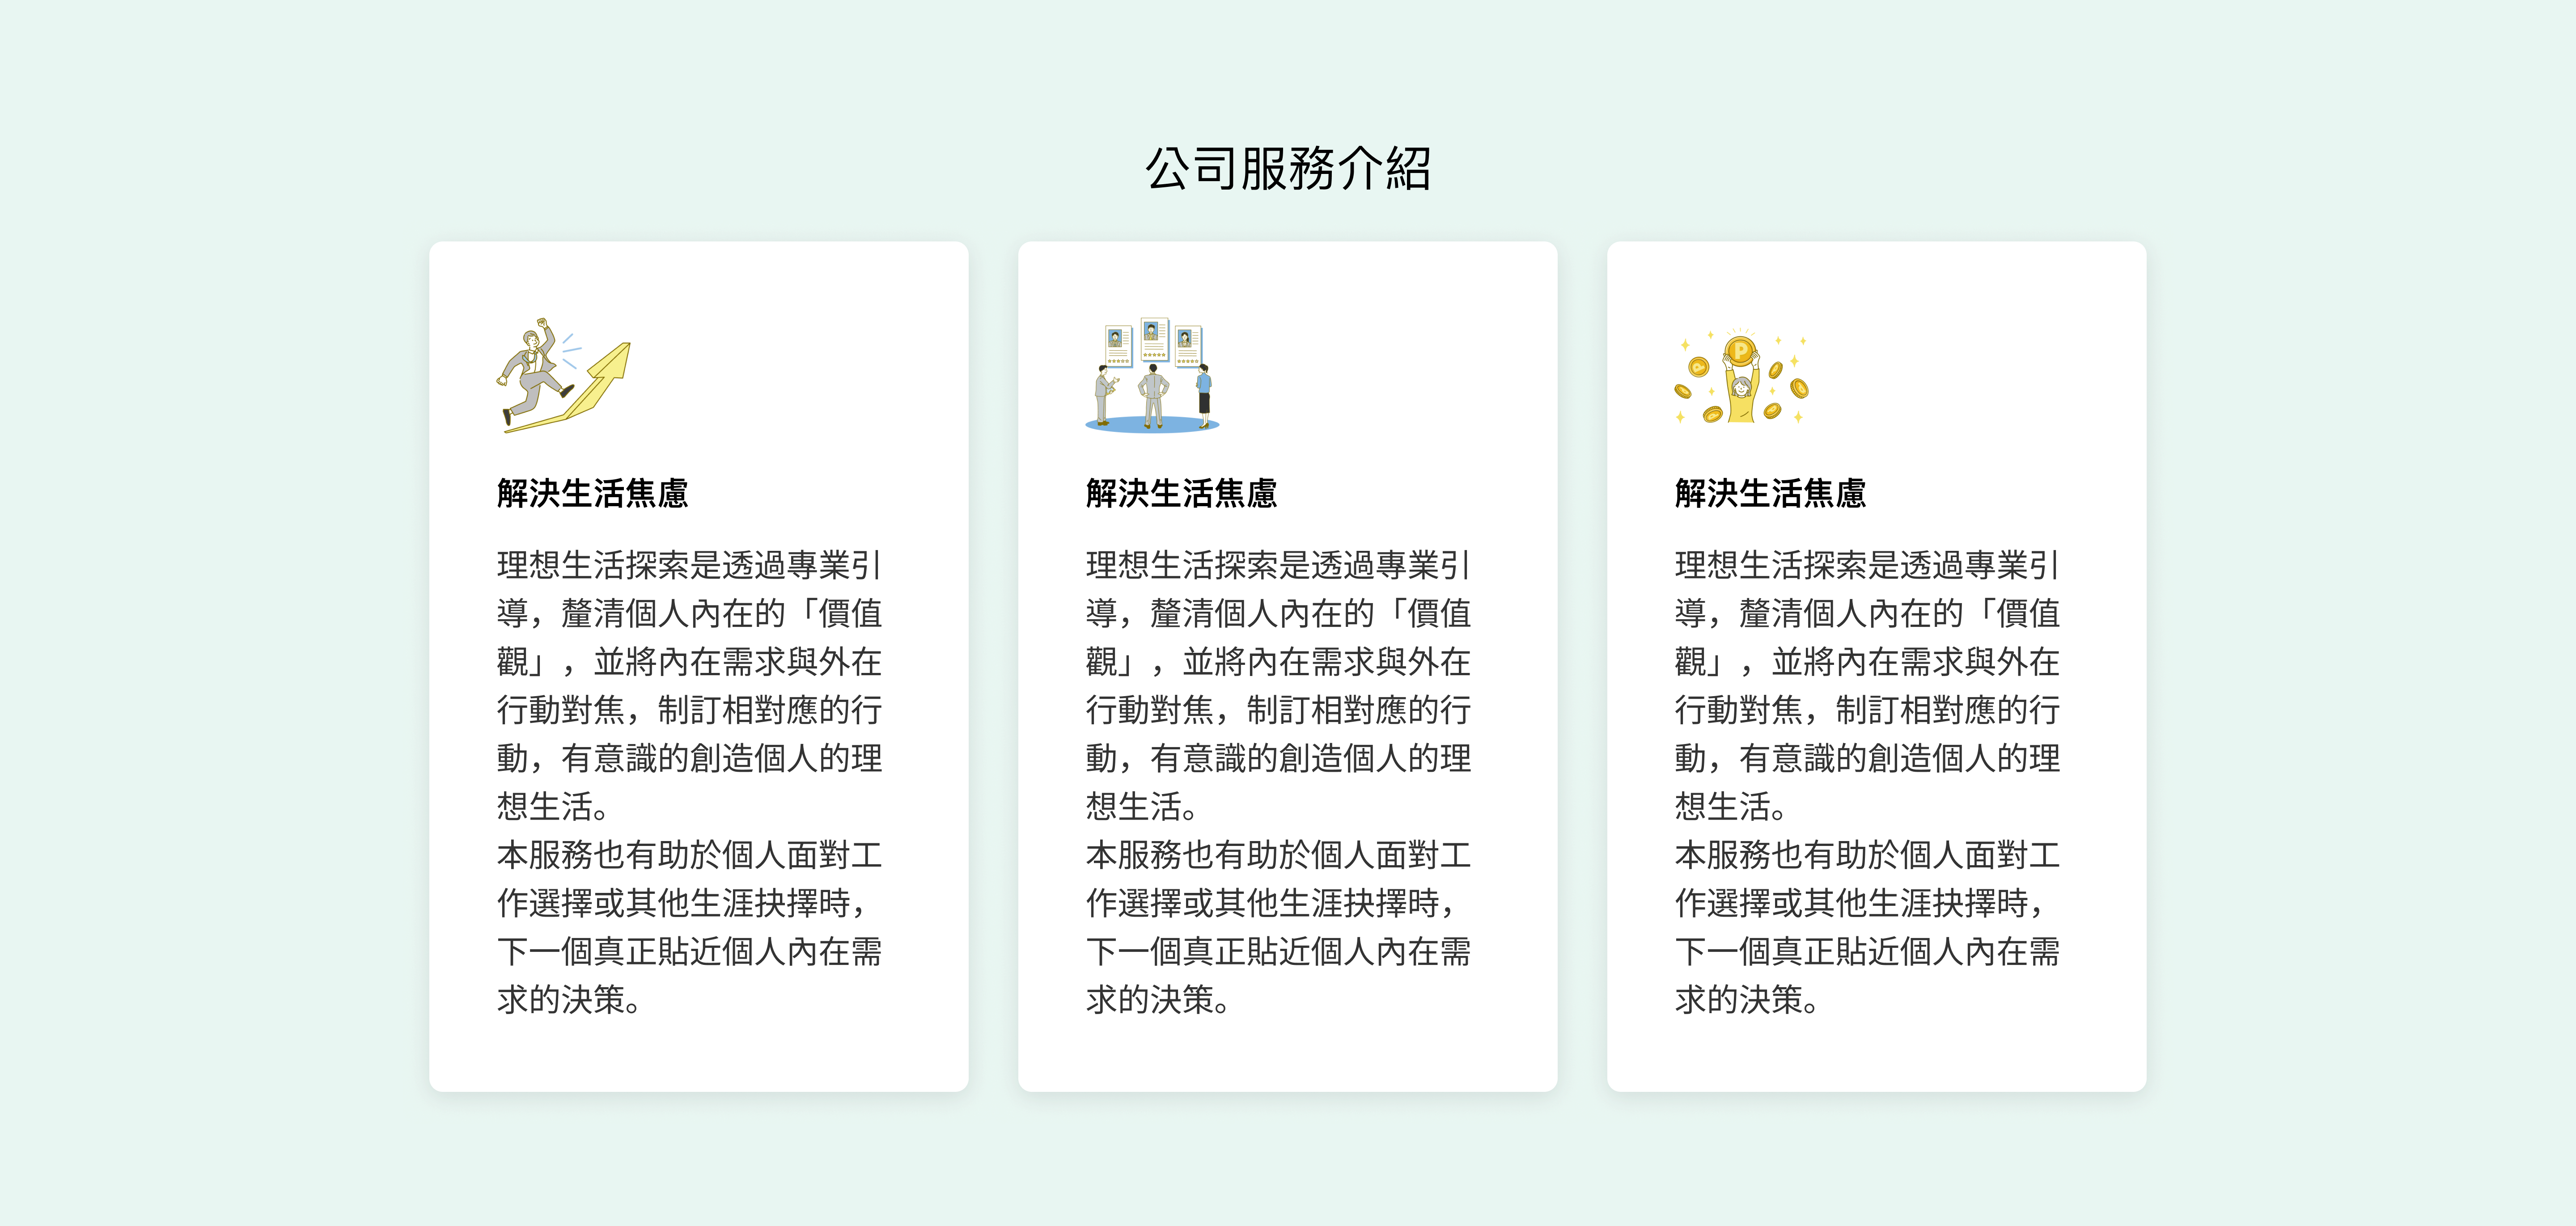 公司服務介紹
解決生活焦慮
理想生活探索是透過專業引
導，釐清個人內在的「價值
觀」，並將內在需求與外在
行動對焦，制訂相對應的行
動，有意識的創造個人的理
想生活。
本服務也有助於個人面對工
作選擇或其他生涯抉擇時，
下一個真正貼近個人內在需
求的決策。
P
解決生活焦慮
理想生活探索是透過專業引
導，釐清個人內在的「價值
觀」，並將內在需求與外在
行動對焦，制訂相對應的行
動，有意識的創造個人的理
想生活。
本服務也有助於個人面對工
作選擇或其他生涯抉擇時，
下一個真正貼近個人內在需
求的決策。
解決生活焦慮
理想生活探索是透過專業引
導，釐清個人內在的「價值
觀」，並將內在需求與外在
行動對焦，制訂相對應的行
動，有意識的創造個人的理
想生活。
本服務也有助於個人面對工
作選擇或其他生涯抉擇時，
下一個真正貼近個人內在需
求的決策。